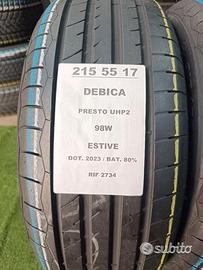 215 55 17
DEBICA
PRESTO UHP2
98W
ESTIVE
DOT. 2023 / BAT. 80%
RIF 2734
subito